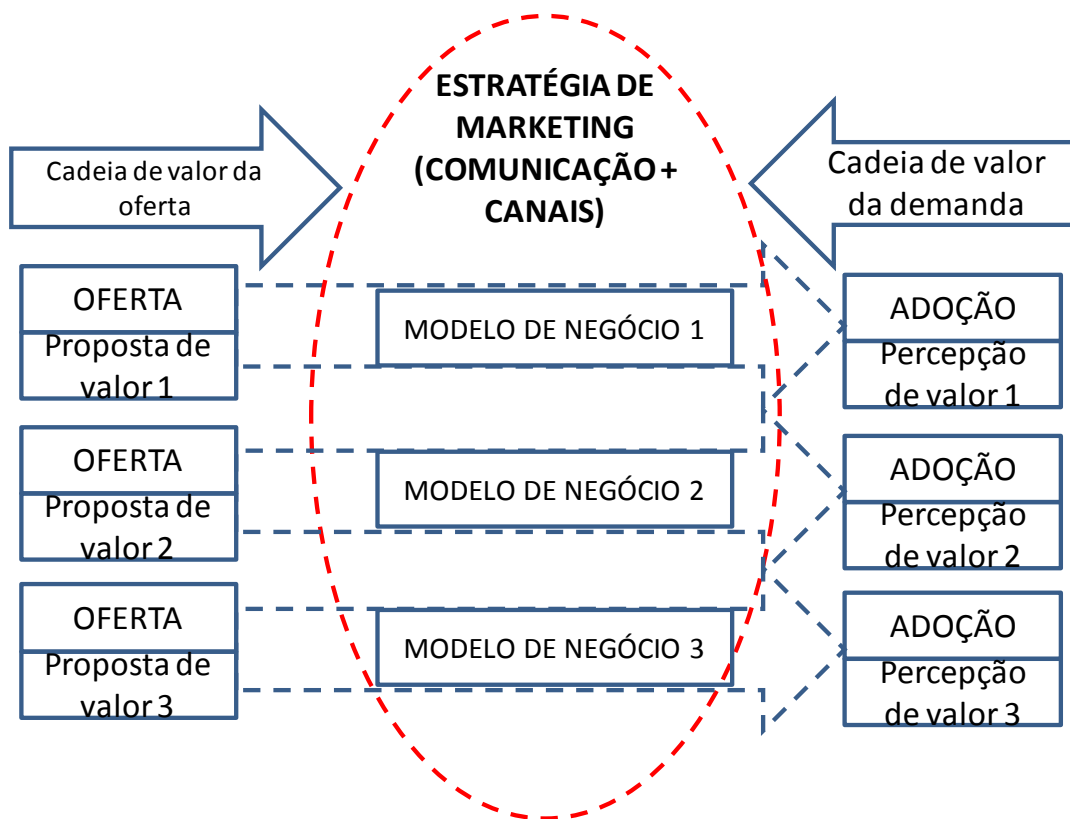 ESTRATÉGIA DE
MARKETING
(COMUNICAÇÃO +
CANAIS)
Cadeia de valor da
oferta
Cadeia de valor
da demanda
OFERTA
Proposta de
valor 1
MODELO DE NEGÓCIO 1
ADOÇÃO
Percepção
de valor 1
OFERTA
Proposta de
valor 2
MODELO DE NEGÓCIO 2
ADOÇÃO
Percepção
de valor 2
OFERTA
Proposta de
valor 3
MODELO DE NEGÓCIO 3
ADOÇÃO
Percepção
de valor 3